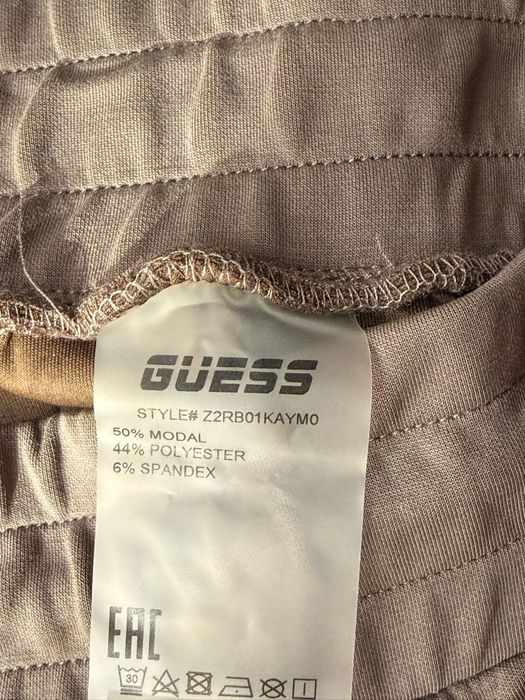 GUESS
STYLE# Z2RB01KAYM0
50% MODAL
44% POLYESTER
6% SPANDEX
EAC
30